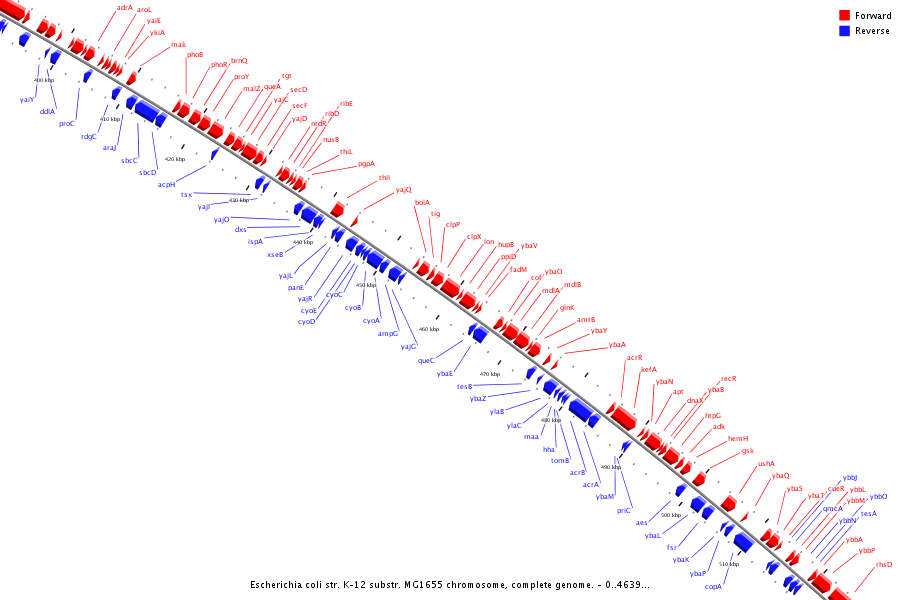 Forward
Reverse
adrA
aroL
yaiE
ykiA
mak
phoB
phoR
brnQ
proY
malZ
queA
tgt
yajC
secD
secF
yajD
nrdR
ribD
ribE
nusB
thiL
pgpA
thiI
yajQ
bolA
tig
clpP
clpX
lon
hupB
ppiD
ybaV
fadM
cof
ybaO
mdlA
mdlB
glnK
amtB
ybaY
ybaA
acrR
kefA
ybaN
apt
dnaX
ybaB
recR
htpG
adk
hemH
gsk
ushA
ybaQ
ybaS
ybaT
cueR
qmcA
ybbJ
ybbL
ybbM
ybbN
ybbO
tesA
ybbA
ybbP
rhsD
400 kbp
yaiY
ddlA
proC
410 kbp
rdgC
araJ
sbcC
sbcD
420 kbp
acpH
tsx
430 kbp
yajI
yajO
dxs
ispA
440 kbp
xseB
yajL
panE
yajR
cyoE
cyoD
cyoC
450 kbp
cyoB
cyoA
ampG
yajG
460 kbp
queC
ybaE
470 kbp
tesB
ybaZ
ylaB
ylaC
480 kbp
maa
hha
tomB
acrB
acrA
490 kbp
ybaM
priC
500 kbp
aes
ybaL
fsr
ybaK
510 kbp
ybaP
copA
Escherichia coli str. K-12 substr. MG1655 chromosome, complete genome. - 0..4639...